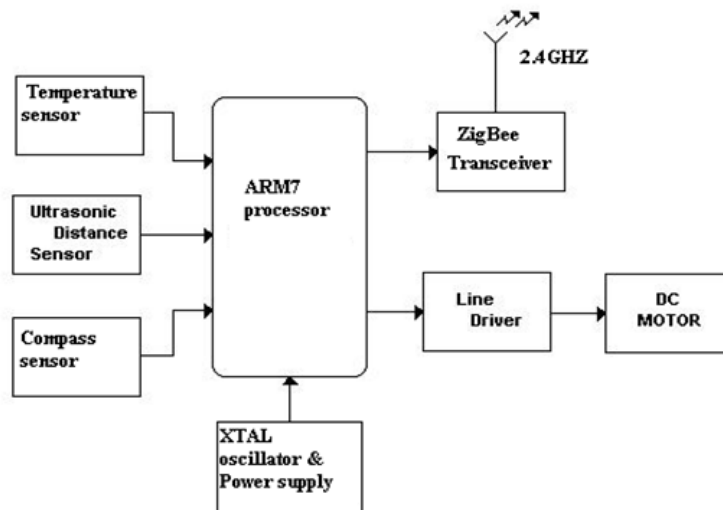 2.4GHZ
Temperature
sensor
ZigBee
Transceiver
ARM7
processor
Ultrasonic
Distance
Sensor
Line
Driver
DC
MOTOR
Compass
sensor
XTAL
oscillator &
Power supply